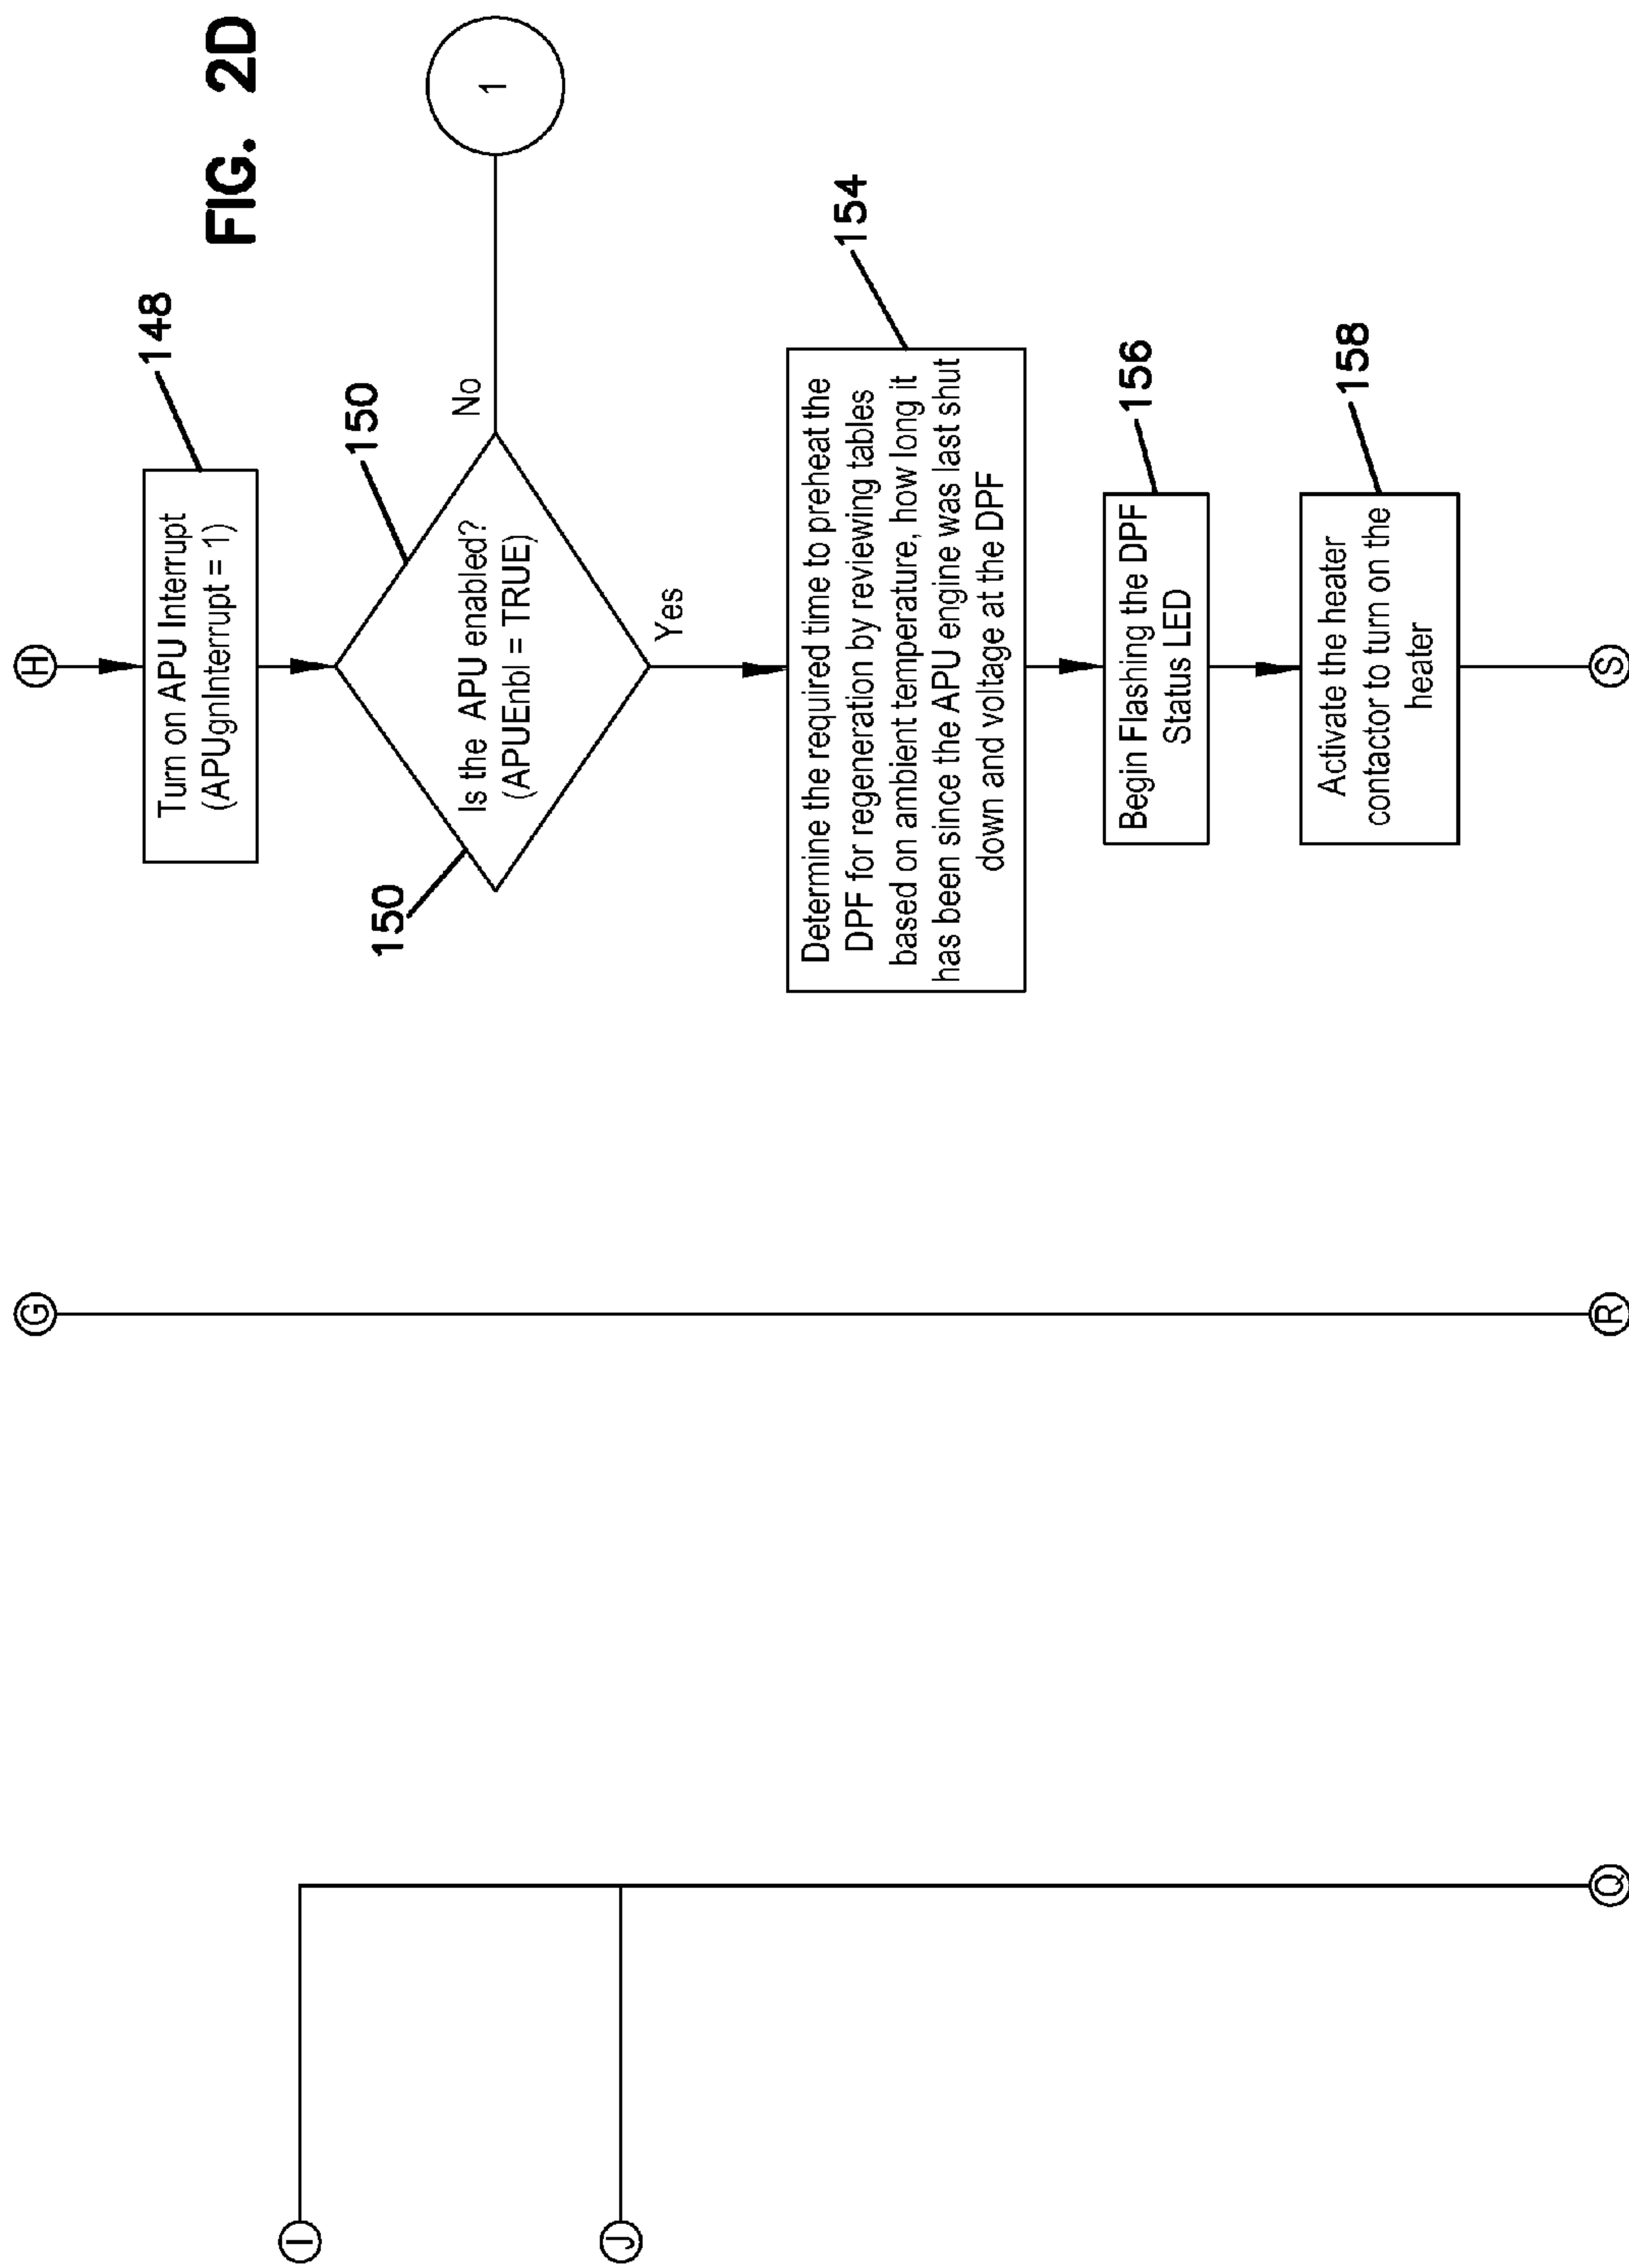 FIG. 2D
H
Turn on APU Interrupt
(APUgnInterrupt = 1)
148
150
Is the APU enabled?
(APUEnbl = TRUE)
150
No
1
Yes
Determine the required time to preheat the
DPF for regeneration by reviewing tables
based on ambient temperature, how long it
has been since the APU engine was last shut
down and voltage at the DPF
154
Begin Flashing the DPF
Status LED
156
Activate the heater
contactor to turn on the
heater
158
S
G
R
I
J
Q